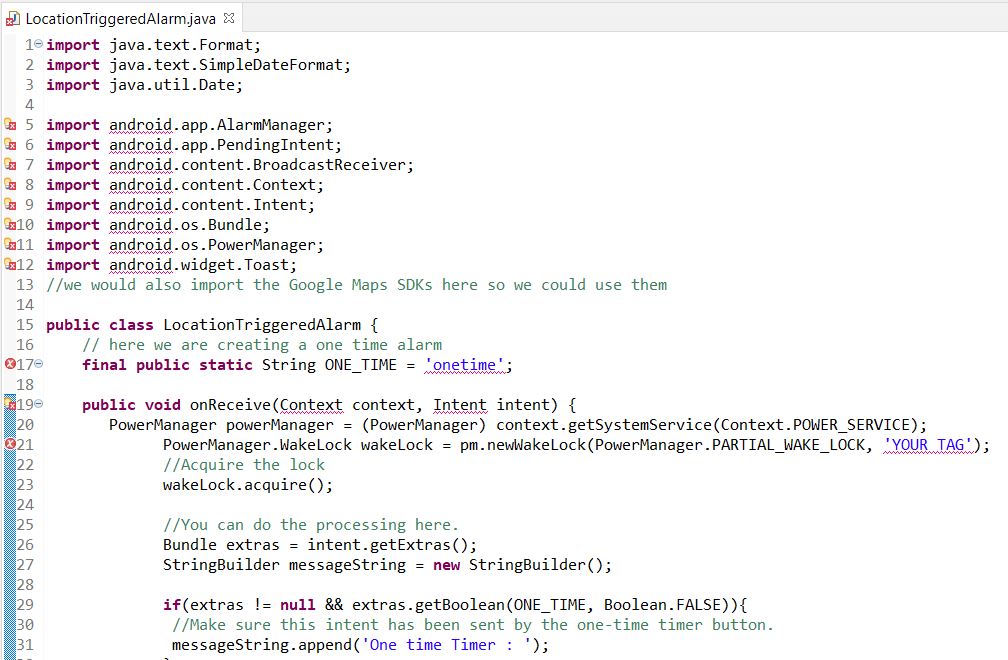 LocationTriggeredAlarm.java
1 import java.text.Format;
2 import java.text.SimpleDateFormat;
3 import java.util.Date;
4
5 import android.app.AlarmManager;
6 import android.app.PendingIntent;
7 import android.content.BroadcastReceiver;
8 import android.content.Context;
9 import android.content.Intent;
10 import android.os.Bundle;
11 import android.os.PowerManager;
12 import android.widget.Toast;
13 //we would also import the Google Maps SDKs here so we could use them
14
15 public class LocationTriggeredAlarm {
16     // here we are creating a one time alarm
17     final public static String ONE_TIME = 'onetime';
18
19     public void onReceive(Context context, Intent intent) {
20        PowerManager powerManager = (PowerManager) context.getSystemService(Context.POWER_SERVICE);
21              PowerManager.WakeLock wakeLock = pm.newWakeLock(PowerManager.PARTIAL_WAKE_LOCK, 'YOUR TAG');
22              //Acquire the lock
23              wakeLock.acquire();
24
25              //You can do the processing here.
26              Bundle extras = intent.getExtras();
27              StringBuilder messageString = new StringBuilder();
28
29              if(extras != null && extras.getBoolean(ONE_TIME, Boolean.FALSE)){
30               //Make sure this intent has been sent by the one-time timer button.
31               messageString.append('One time Timer : ');